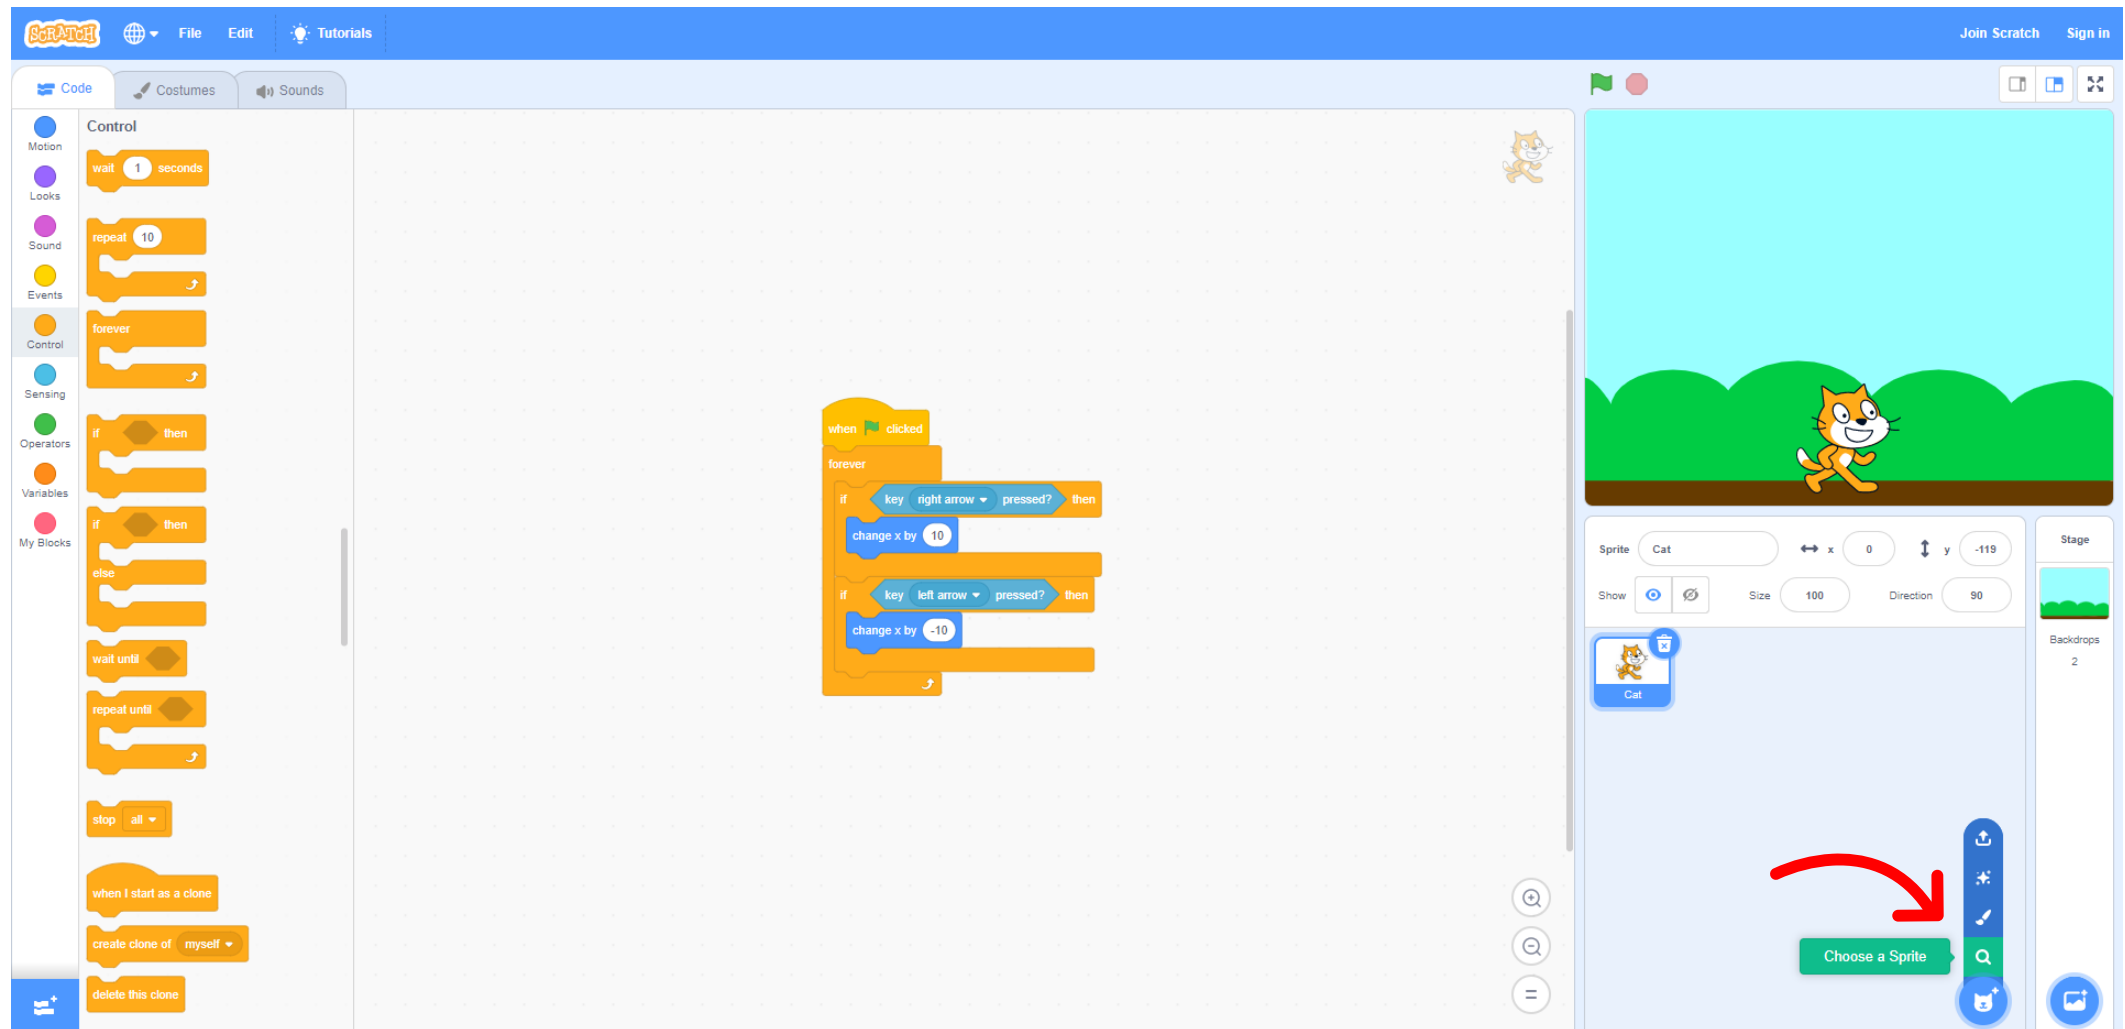 SCRATCH File Edit Tutorials Join Scratch Sign in
Code Costumes Sounds
Motion
Looks
Sound
Events
Control
Sensing
Operators
Variables
My Blocks
Control
wait 1 seconds
repeat 10
forever
if then
if then
else
wait until
repeat until
stop all
when I start as a clone
create clone of myself
delete this clone
when clicked
forever
if key right arrow pressed? then
change x by 10
if key left arrow pressed? then
change x by -10
Sprite Cat x 0 y -119
Show Size 100 Direction 90
Cat
Stage
Backdrops
2
Choose a Sprite